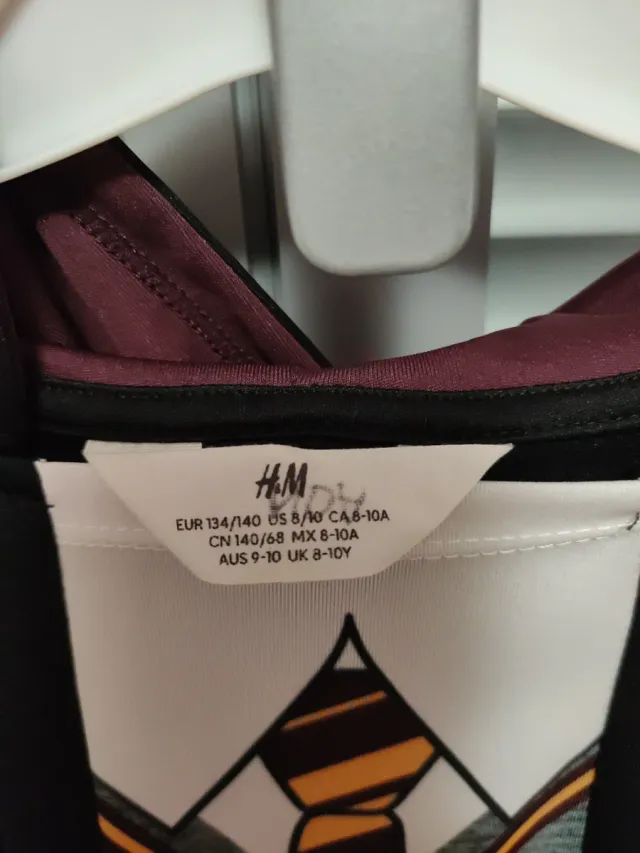 H&M
EUR 134/140 US 8/10 CA 8-10A
CN 140/68 MX 8-10A
AUS 9-10 UK 8-10Y